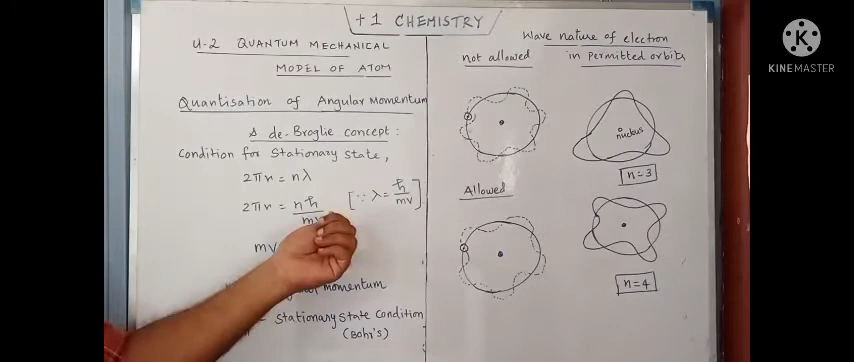 +1 CHEMISTRY
U-2 QUANTUM MECHANICAL
MODEL OF ATOM
Quantisation of Angular Momentum
& de-Broglie concept:
Condition for Stationary State,
2πr = nλ
2πr = nħ/mv [∵ λ = ħ/mv]
mv
momentum
Stationary State Condition
(Bohr's)
Wave nature of electron
in permitted orbits
not allowed
Allowed
nucleus
n=3
n=4
KINEMASTER